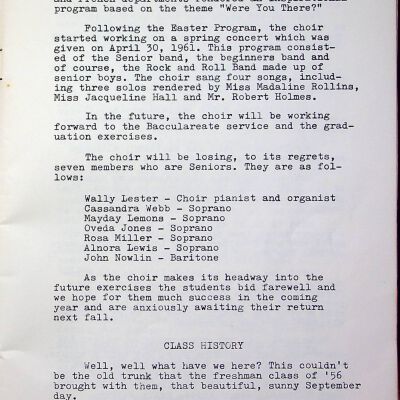 program based on the theme "Were You There?"
Following the Easter Program, the choir
started working on a spring concert which was
given on April 30, 1961. This program consist-
ed of the Senior band, the beginners band and
of course, the Rock and Roll Band made up of
senior boys. The choir sang four songs, includ-
ing three solos rendered by Miss Madaline Rollins,
Miss Jacqueline Hall and Mr. Robert Holmes.
In the future, the choir will be working
forward to the Bacculareate service and the grad-
uation exercises.
The choir will be losing, to its regrets,
seven members who are Seniors. They are as fol-
lows:
Wally Lester - Choir pianist and organist
Cassandra Webb - Soprano
Mayday Lemons - Soprano
Oveda Jones - Soprano
Rosa Miller - Soprano
Alnora Lewis - Soprano
John Nowlin - Baritone
As the choir makes its headway into the
future exercises the students bid farewell and
we hope for them much success in the coming
year and are anxiously awaiting their return
next fall.
CLASS HISTORY
Well, well what have we here? This couldn't
be the old trunk that the freshman class of '56
brought with them, that beautiful, sunny September
day.